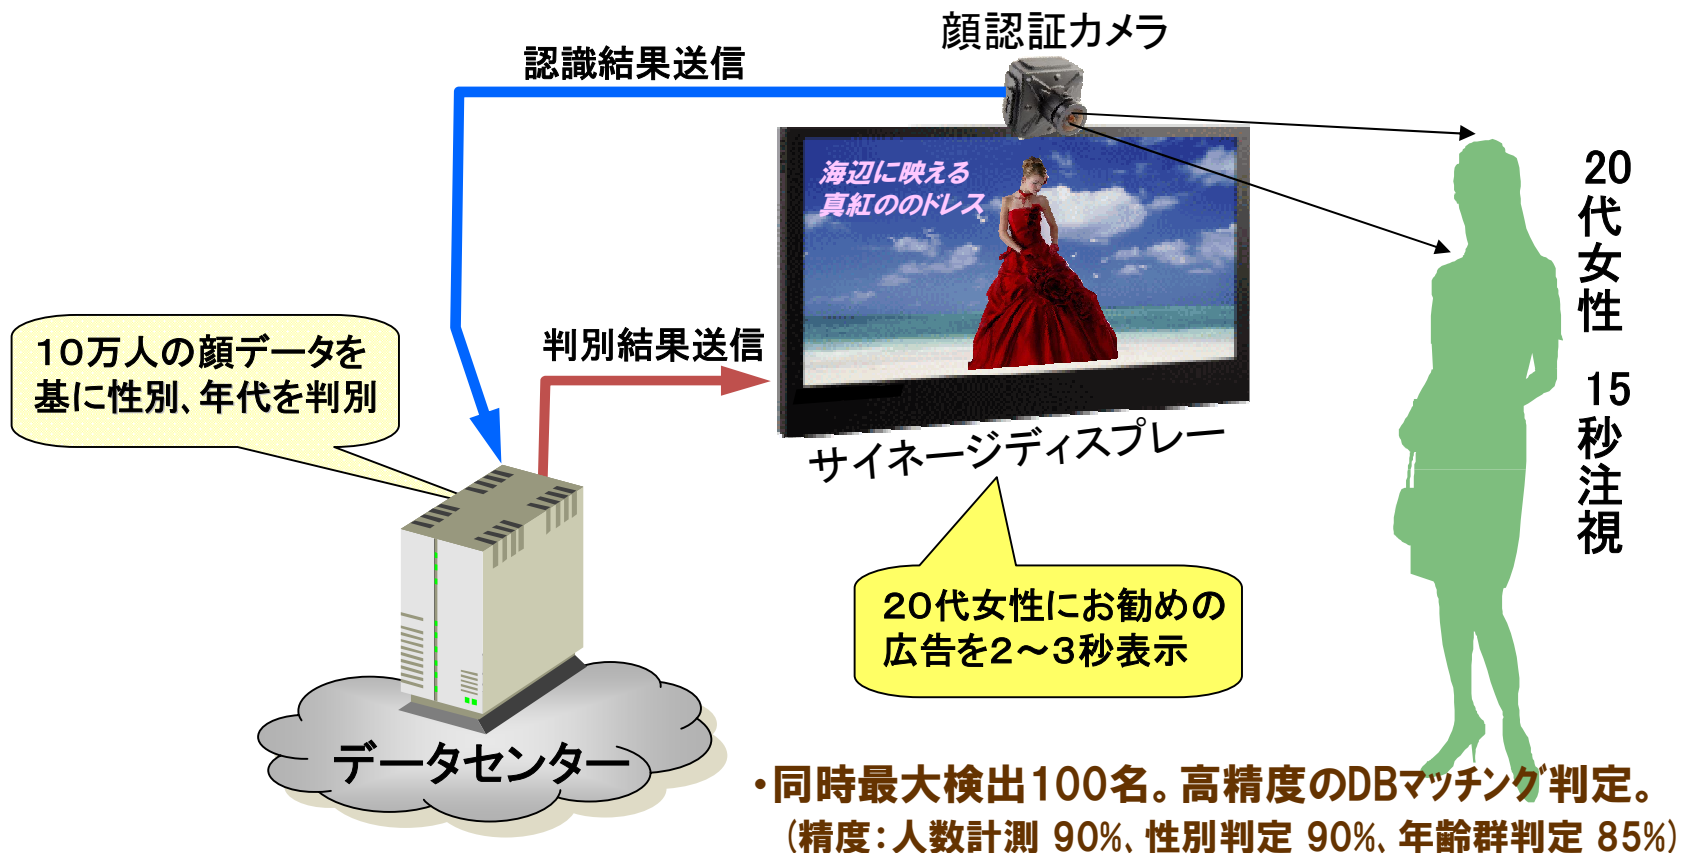 顔認証カメラ
認識結果送信
海辺に映える
真紅ののドレス
20代女性 15秒注視
判別結果送信
１０万人の顔データを
基に性別、年代を判別
サイネージディスプレー
２０代女性にお勧めの
広告を２～３秒表示
データセンター
・同時最大検出100名。高精度のDBマッチング判定。
(精度：人数計測 90%、性別判定 90%、年齢群判定 85%)